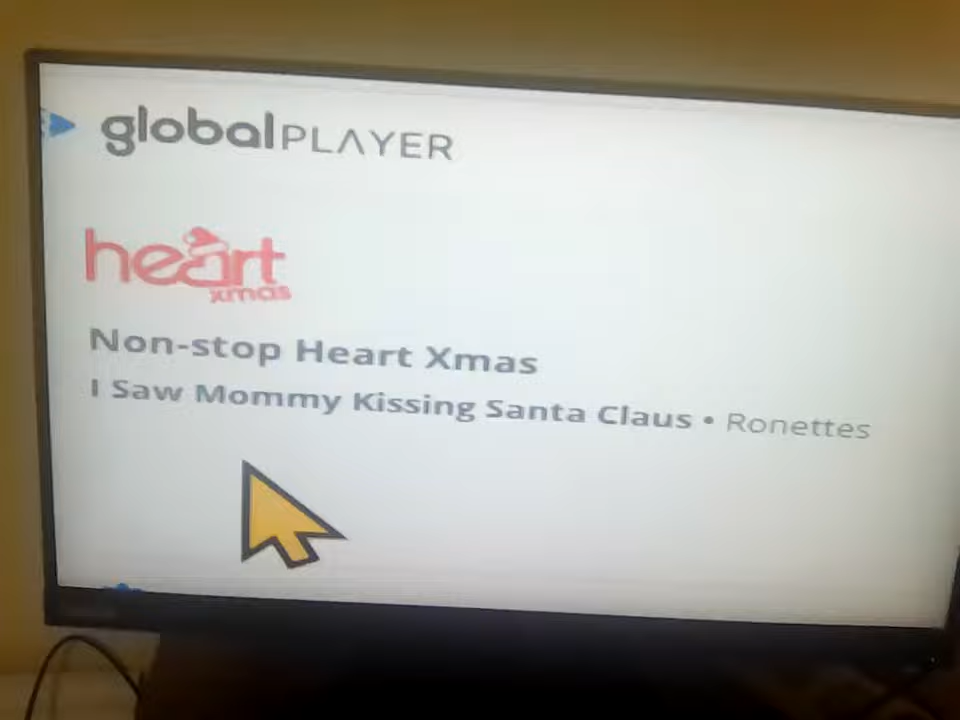 globalPLAYER
heart
xmas
Non-stop Heart Xmas
I Saw Mommy Kissing Santa Claus • Ronettes